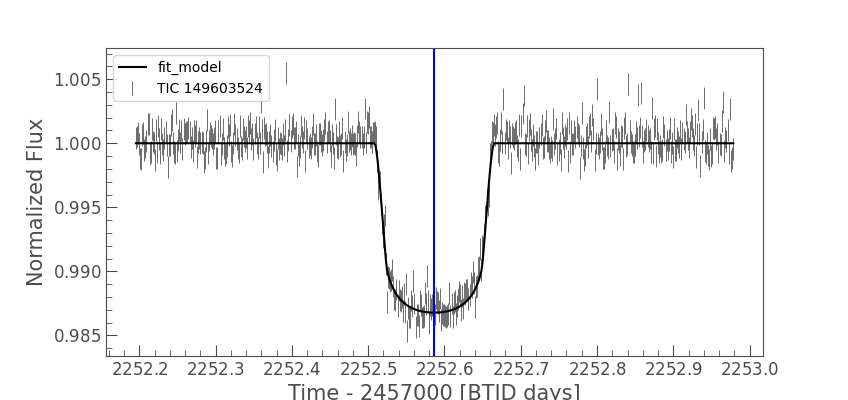 fit_model
TIC 149603524
1.005
1.000
0.995
0.990
0.985
Normalized Flux
2252.2 2252.3 2252.4 2252.5 2252.6 2252.7 2252.8 2252.9 2253.0
Time - 2457000 [BTJD days]